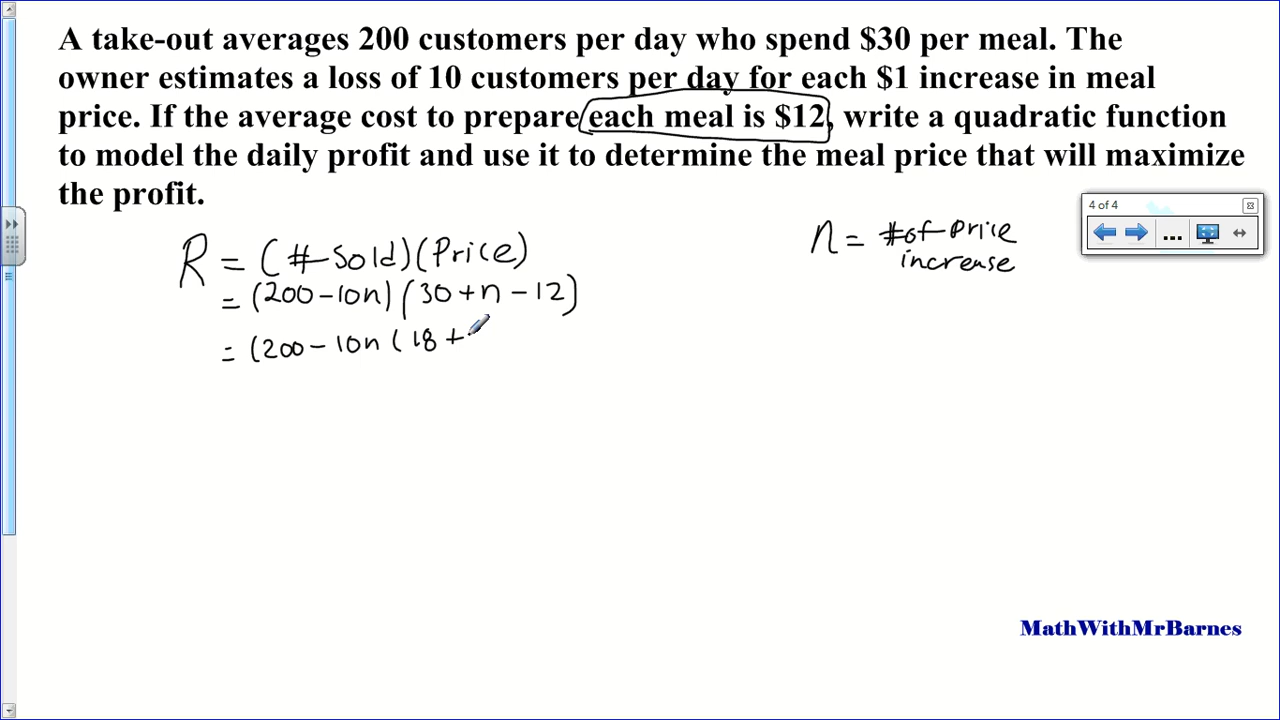 A take-out averages 200 customers per day who spend $30 per meal. The
owner estimates a loss of 10 customers per day for each $1 increase in meal
price. If the average cost to prepare each meal is $12, write a quadratic function
to model the daily profit and use it to determine the meal price that will maximize
the profit.
4 of 4
...
n = # of price
increase
R = (# Sold)(Price)
= (200 - 10n)(30 + n - 12)
= (200 - 10n (18 +
MathWithMrBarnes